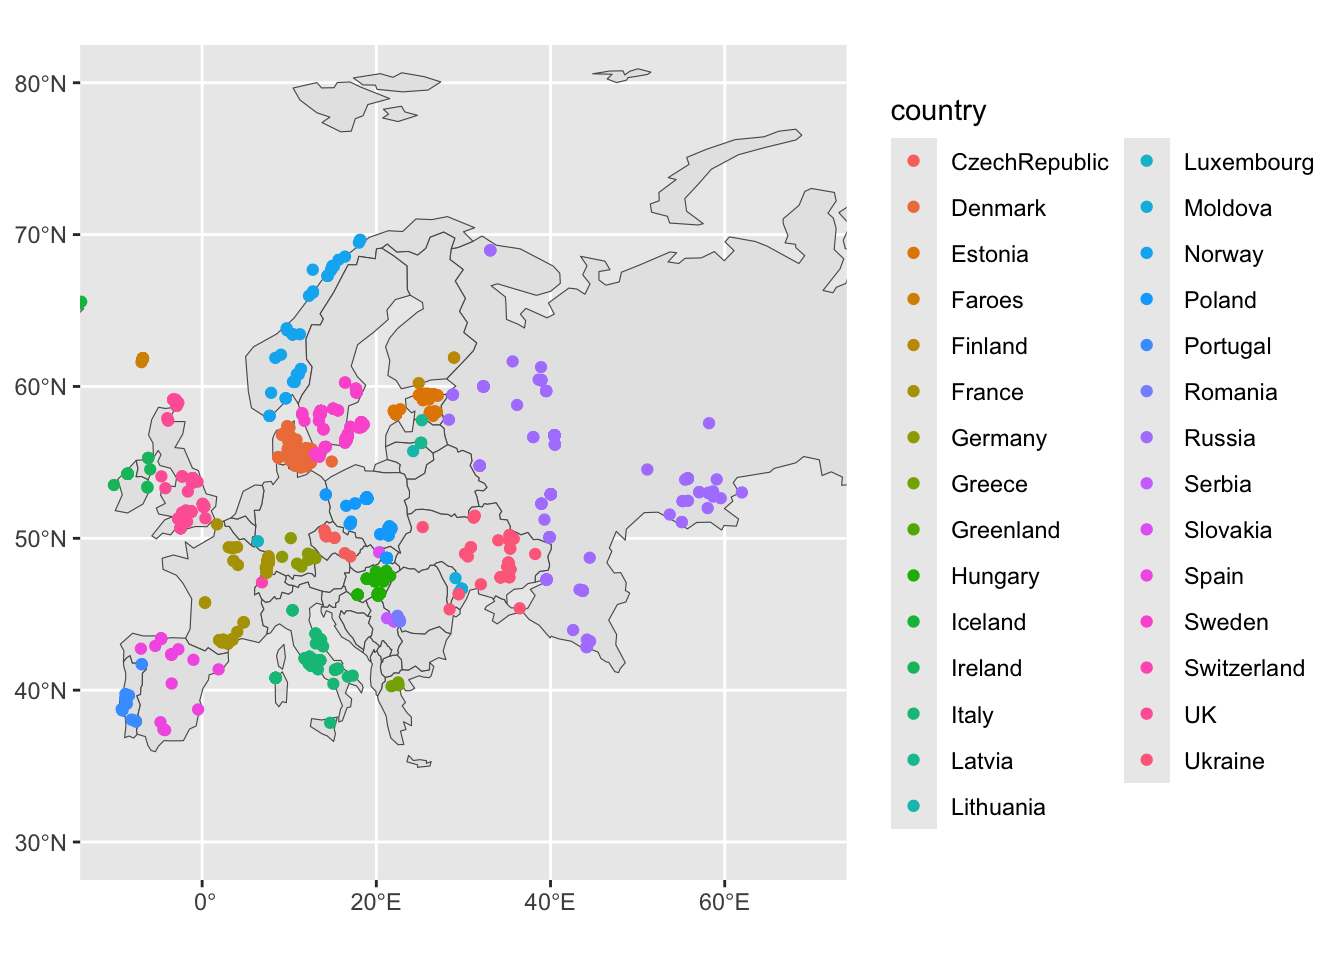 80°N
70°N
60°N
50°N
40°N
30°N
0°
20°E
40°E
60°E
country
CzechRepublic
Denmark
Estonia
Faroes
Finland
France
Germany
Greece
Greenland
Hungary
Iceland
Ireland
Italy
Latvia
Lithuania
Luxembourg
Moldova
Norway
Poland
Portugal
Romania
Russia
Serbia
Slovakia
Spain
Sweden
Switzerland
UK
Ukraine